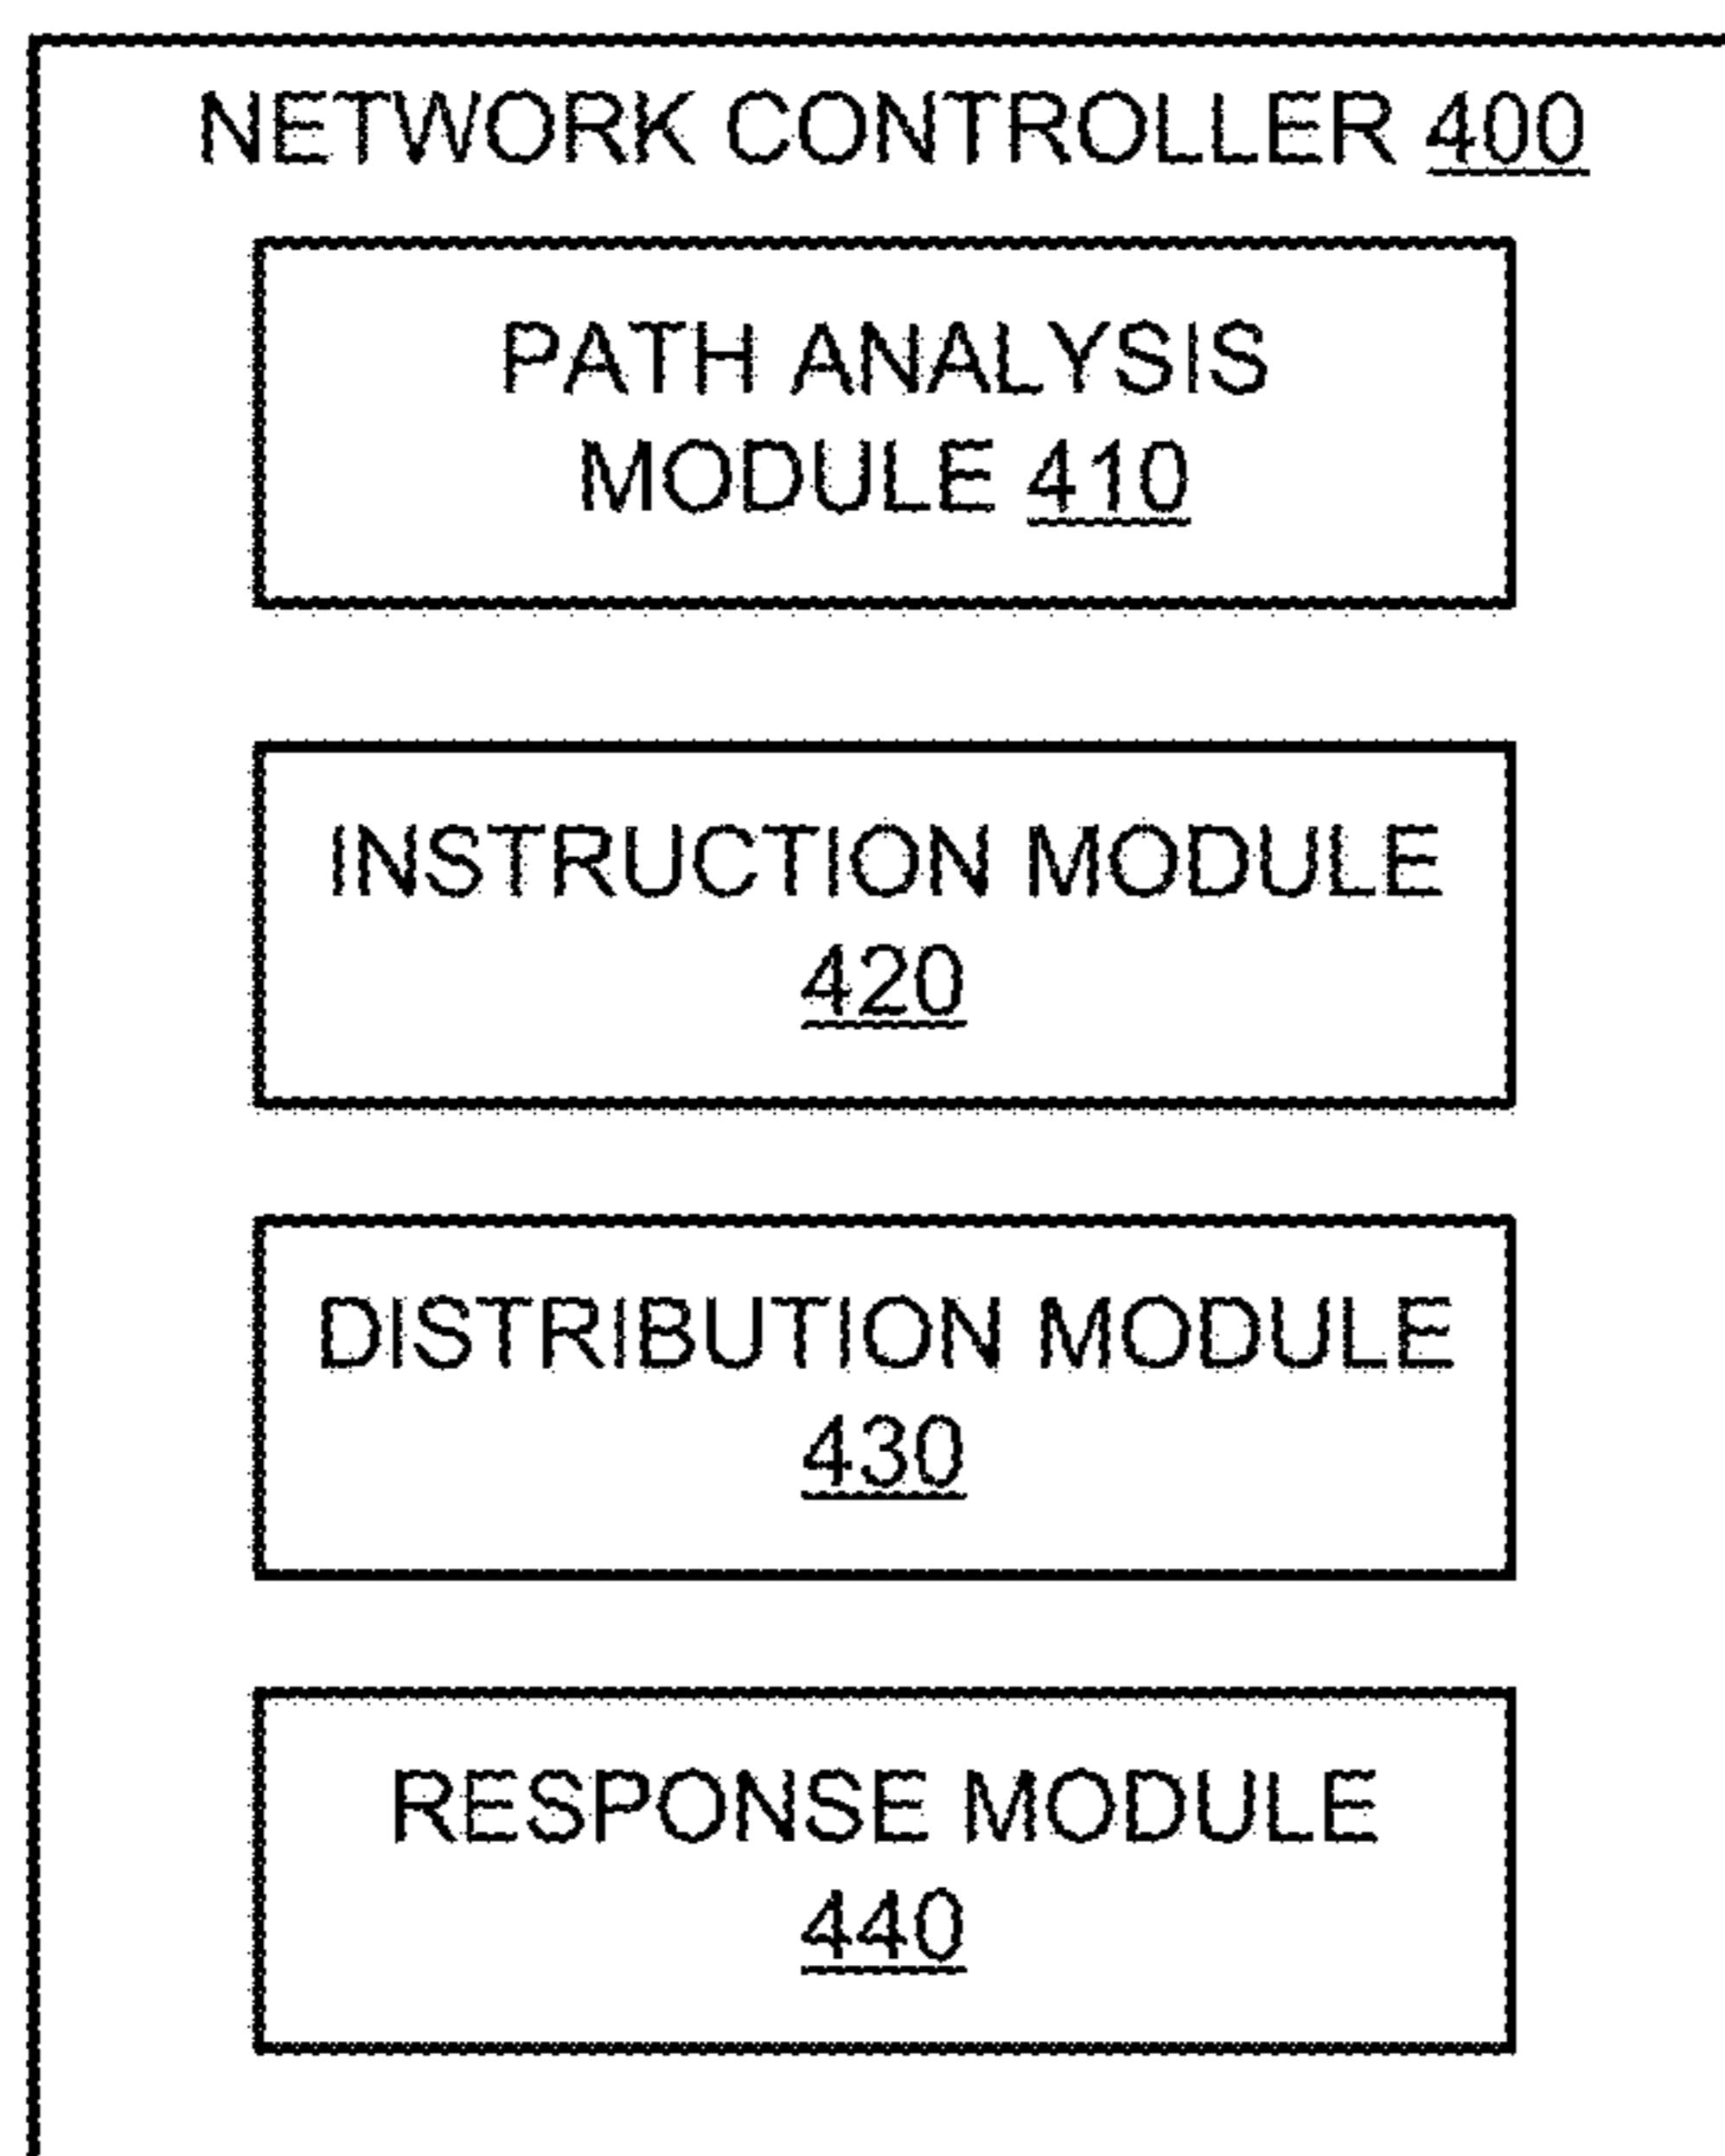 NETWORK CONTROLLER 400
PATH ANALYSIS
MODULE 410
INSTRUCTION MODULE
420
DISTRIBUTION MODULE
430
RESPONSE MODULE
440